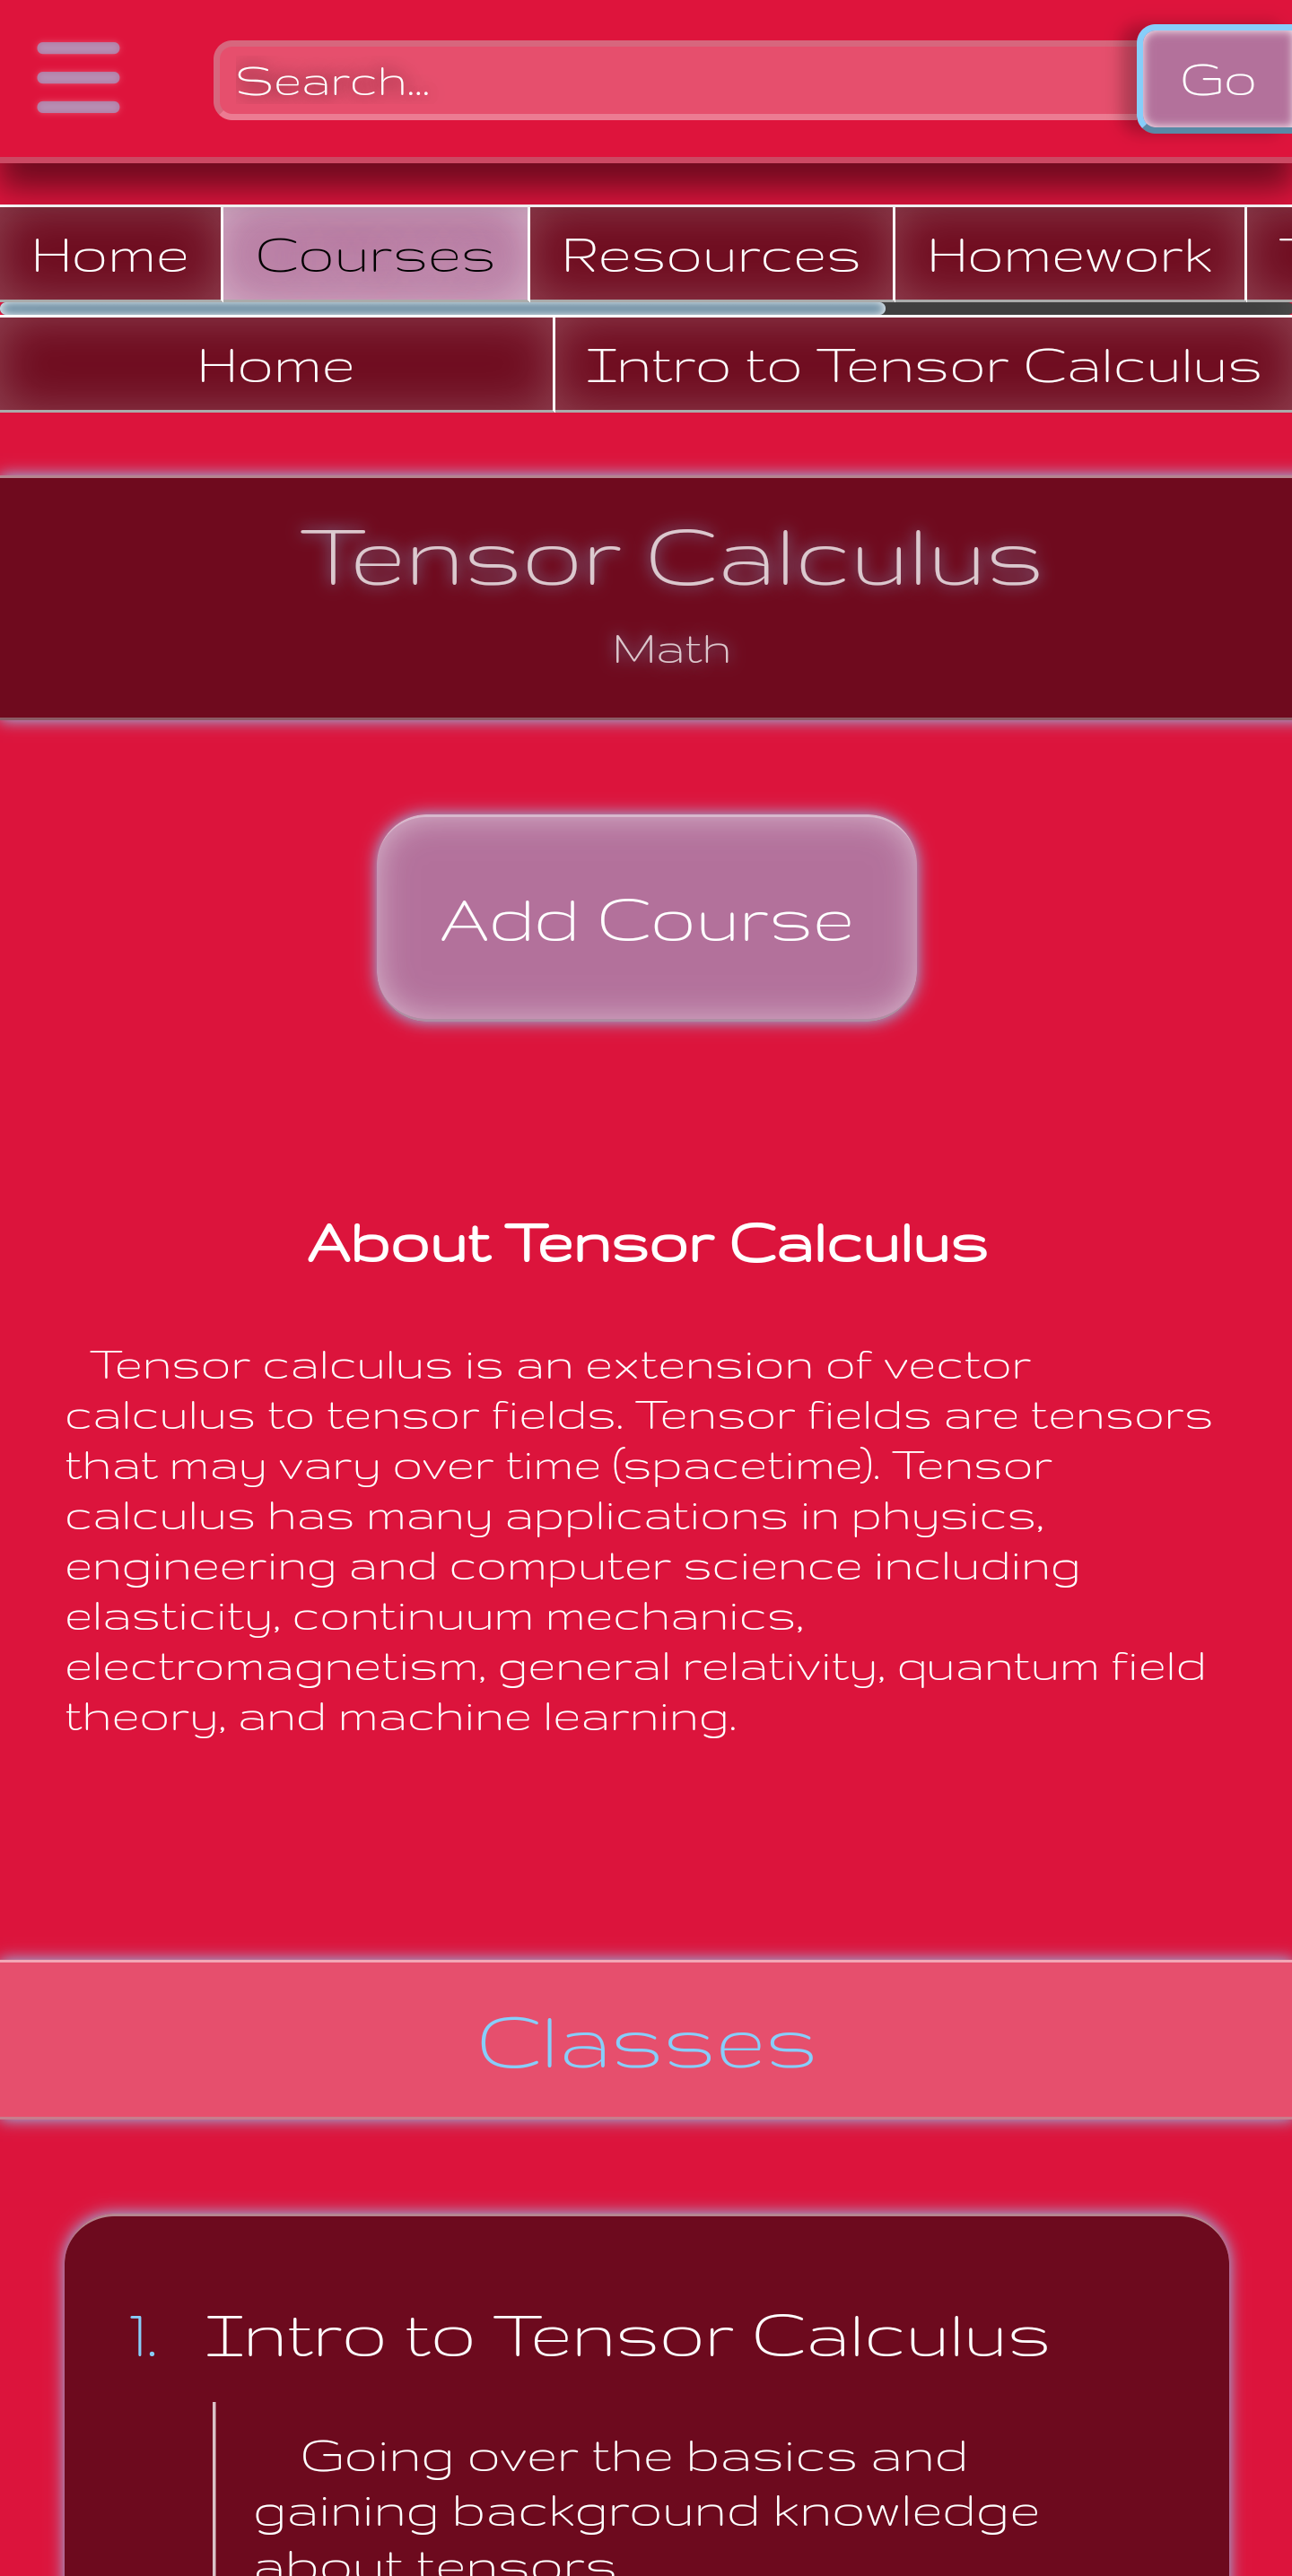 Search...
Go
Home
Courses
Resources
Homework
Home
Intro to Tensor Calculus
Tensor Calculus
Math
Add Course
About Tensor Calculus
Tensor calculus is an extension of vector
calculus to tensor fields. Tensor fields are tensors
that may vary over time (spacetime). Tensor
calculus has many applications in physics,
engineering and computer science including
elasticity, continuum mechanics,
electromagnetism, general relativity, quantum field
theory, and machine learning.
Classes
1. Intro to Tensor Calculus
Going over the basics and
gaining background knowledge
about tensors